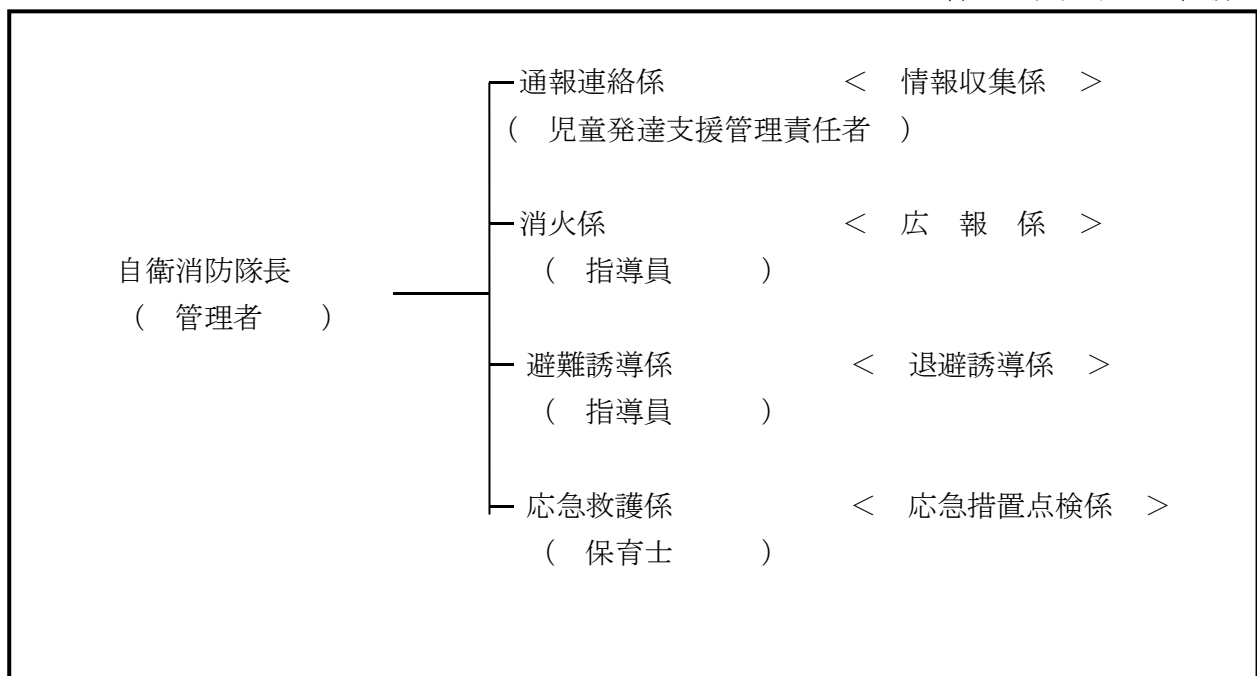 通報連絡係 < 情報収集係 >
( 児童発達支援管理責任者 )
消火係 < 広 報 係 >
自衛消防隊長 ( 指導員 )
( 管理者 )
避難誘導係 < 退避誘導係 >
( 指導員 )
応急救護係 < 応急措置点検係 >
( 保育士 )